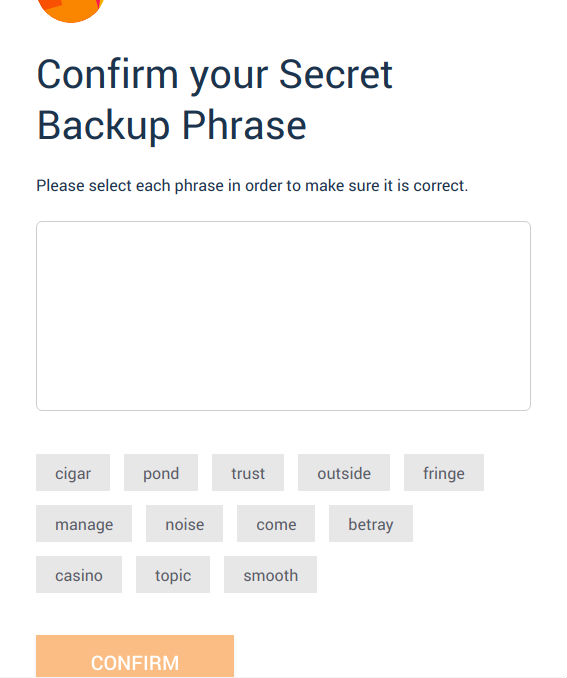 Confirm your Secret
Backup Phrase
Please select each phrase in order to make sure it is correct.
cigar pond trust outside fringe
manage noise come betray
casino topic smooth
CONFIRM